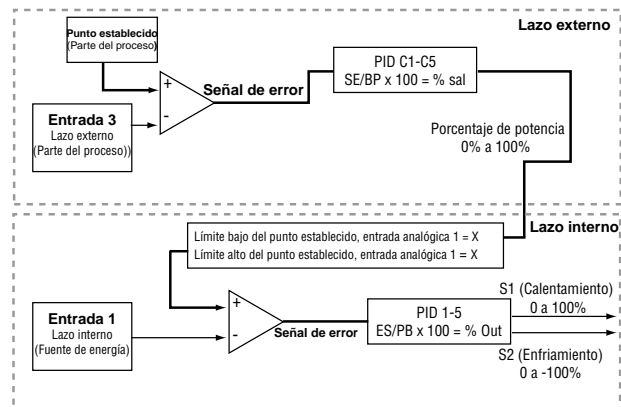 Lazo externo
Punto establecido
(Parte del proceso)
+
-
Señal de error
PID C1-C5
SE/BP x 100 = % sal
Entrada 3
Lazo externo
(Parte del proceso))
Porcentaje de potencia
0% a 100%
Lazo interno
Límite bajo del punto establecido, entrada analógica 1 = X
Límite alto del punto establecido, entrada analógica 1 = X
Entrada 1
Lazo interno
(Fuente de energía)
+
-
Señal de error
PID 1-5
ES/PB x 100 = % Out
S1 (Calentamiento)
0 a 100%
S2 (Enfriamiento)
0 a -100%